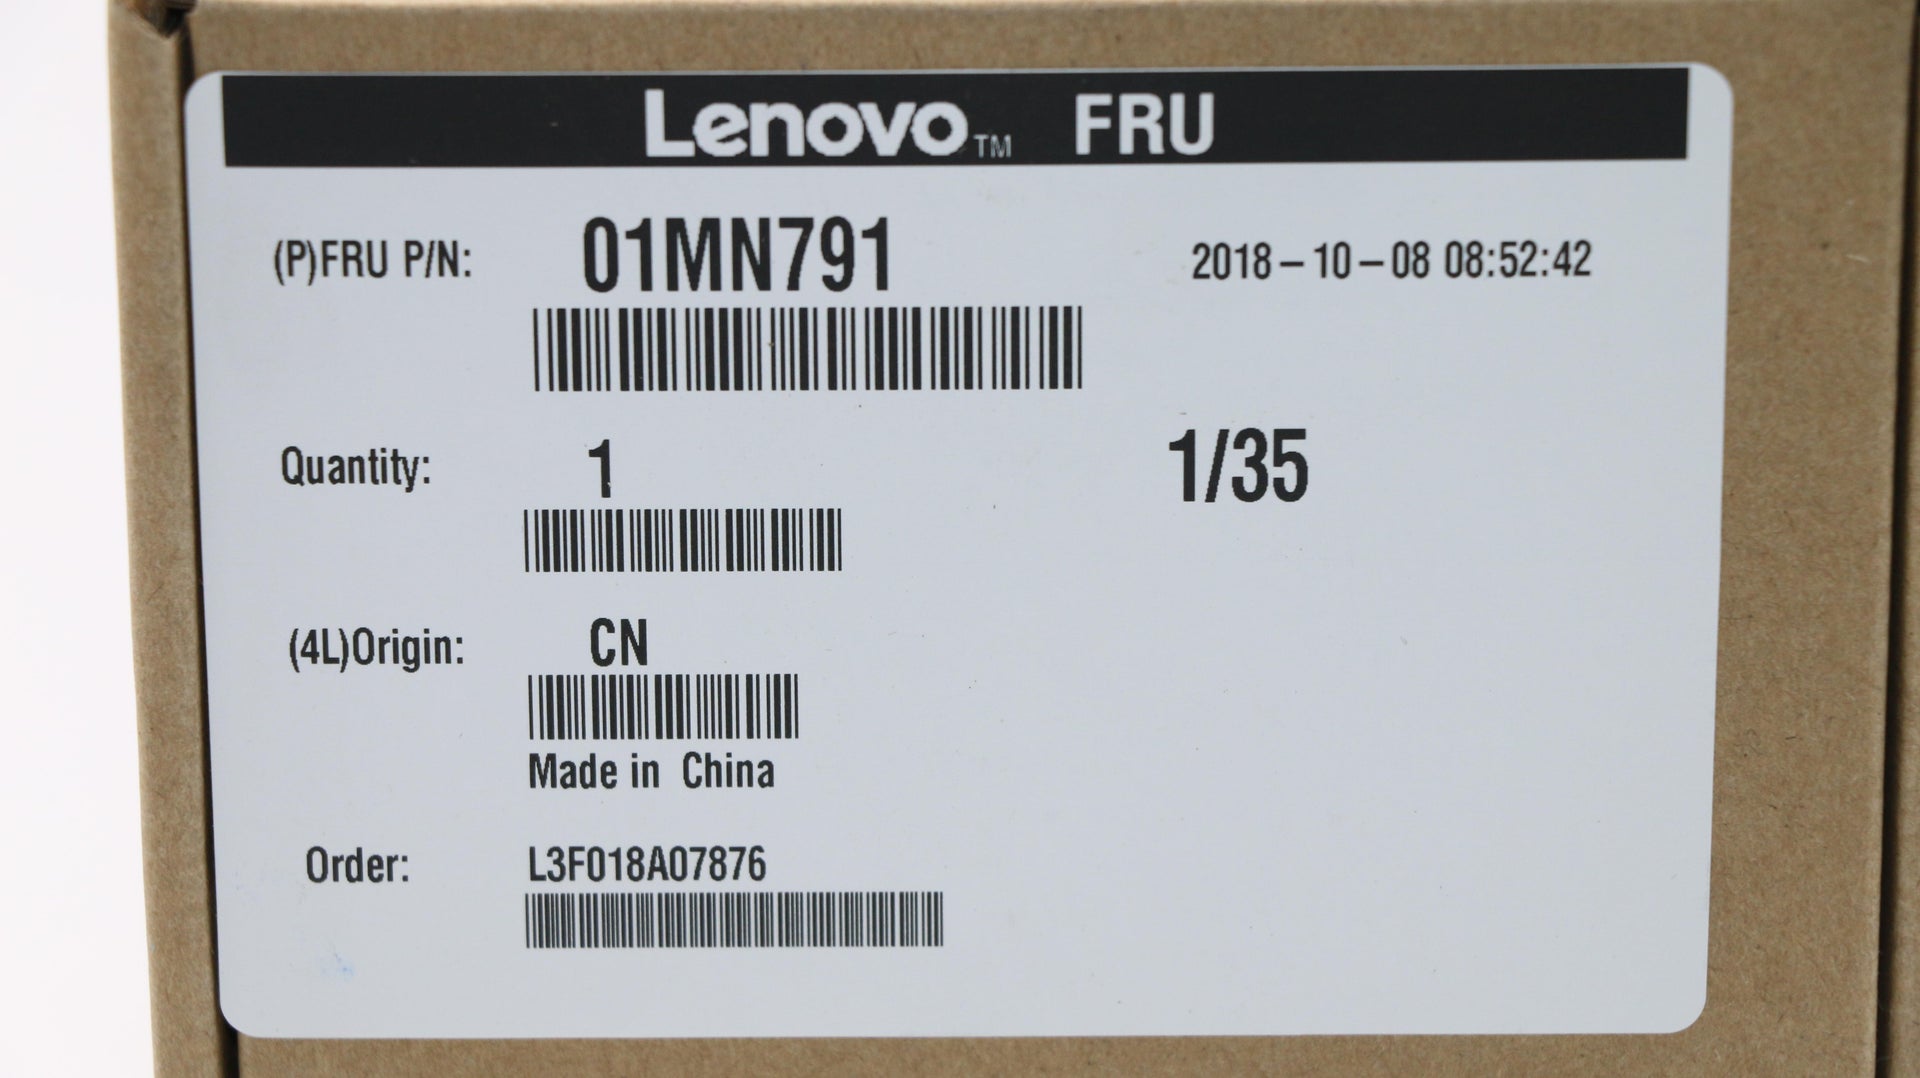 Lenovo™ FRU
(P)FRU P/N: 01MN791 2018-10-08 08:52:42
Quantity: 1 1/35
(4L)Origin: CN
Made in China
Order: L3F018A07876